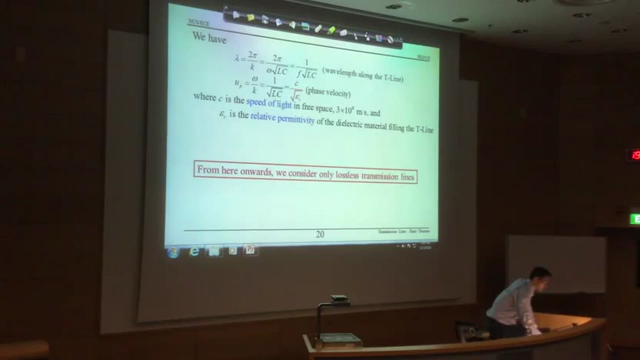 We have
λ = 2π/k = 2π/ω√LC = 1/f√LC (wavelength along the T-Line)
u_p = ω/k = 1/√LC = c/√ε_r (phase velocity)
where c is the speed of light in free space, 3×10⁸ m/s, and
ε_r is the relative permittivity of the dielectric material filling the T-Line
From here onwards, we consider only lossless transmission lines
20